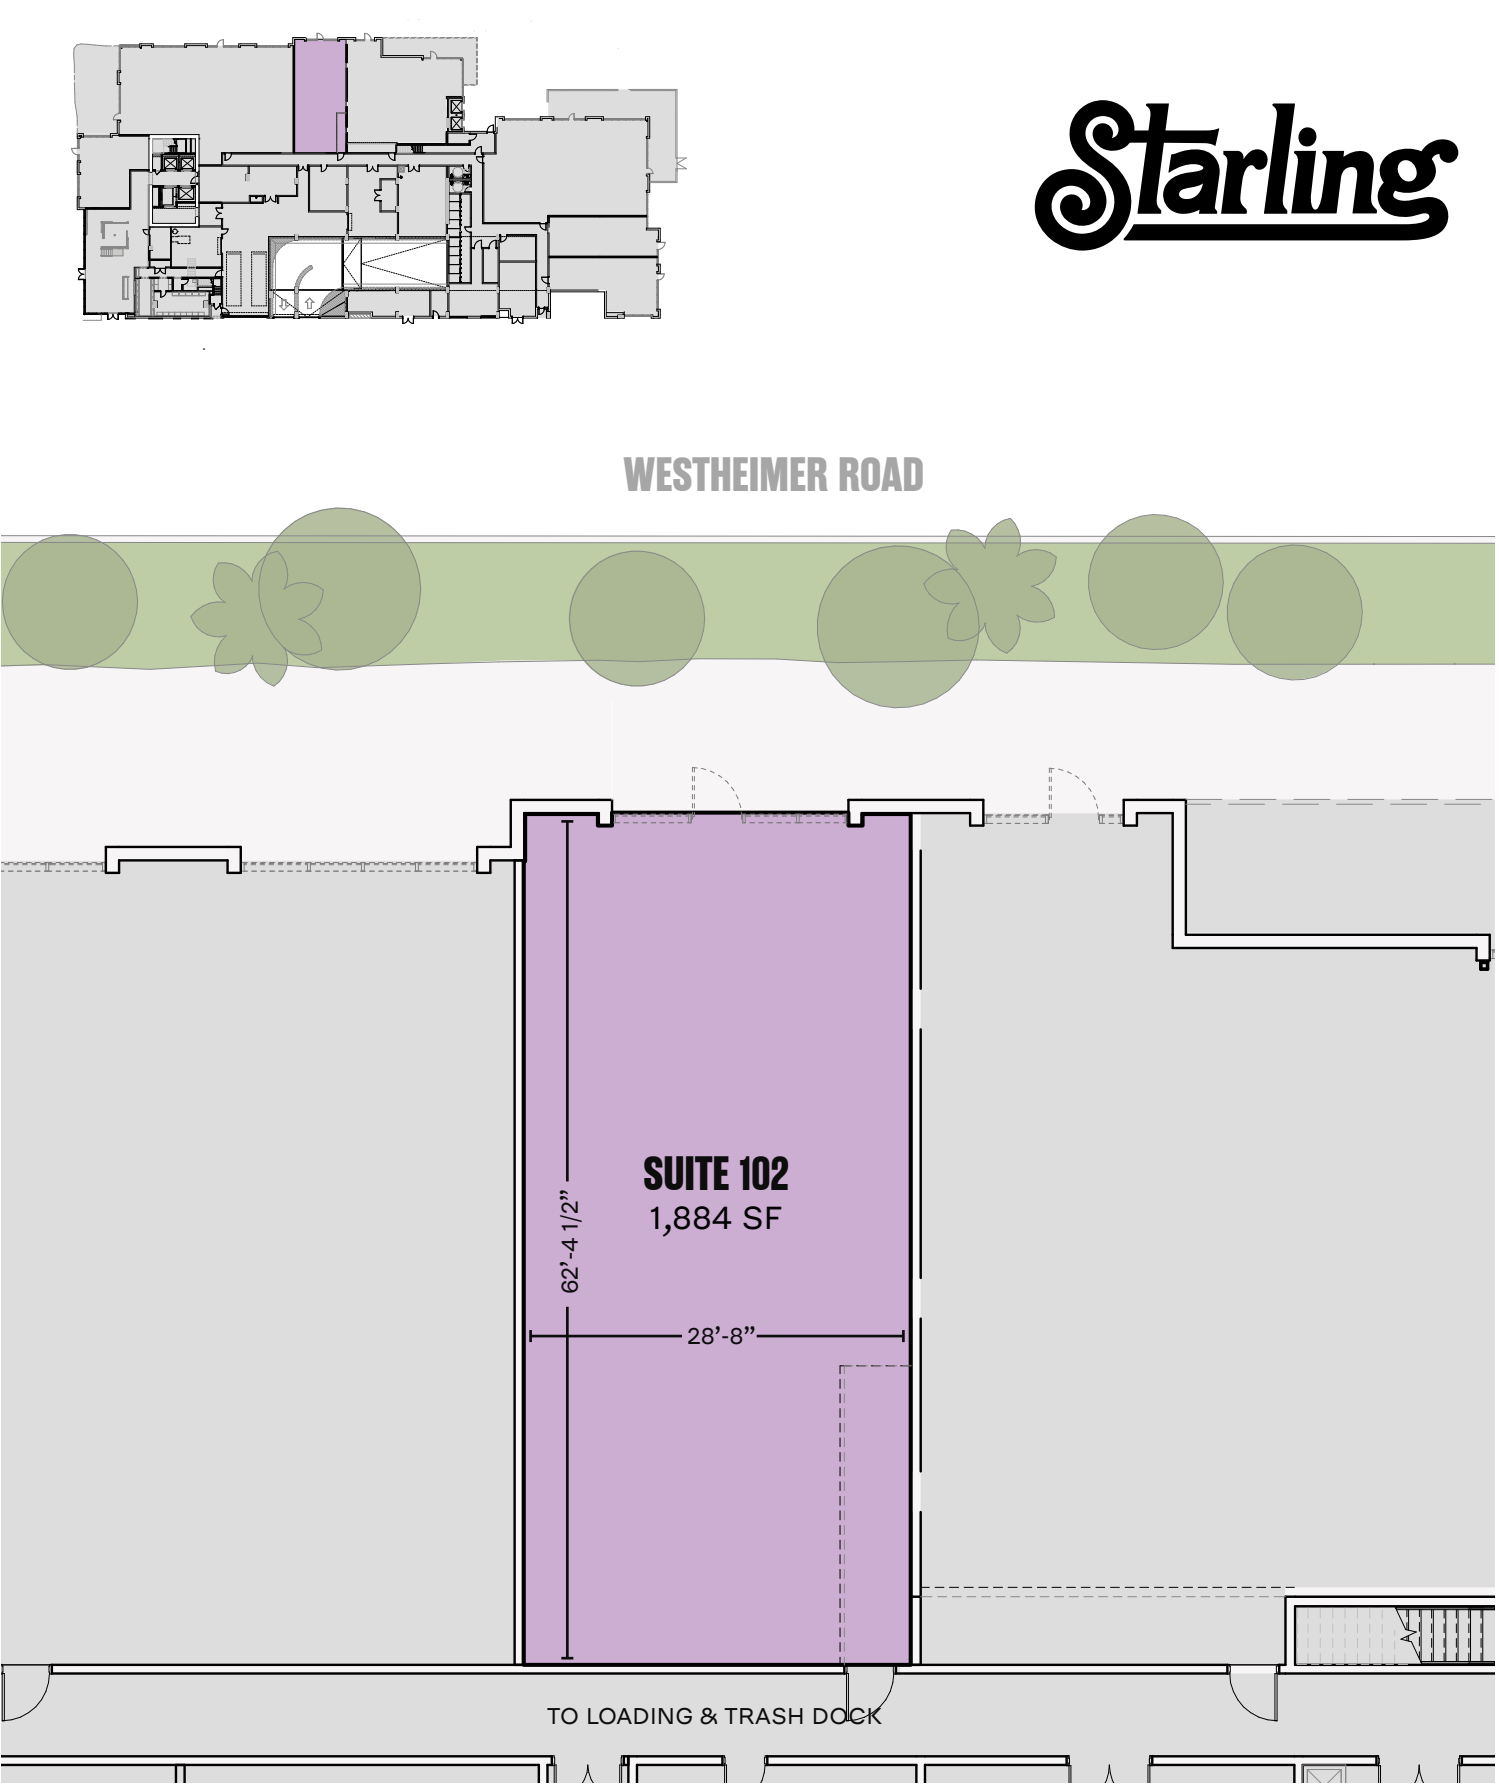 Starling
WESTHEIMER ROAD
SUITE 102
1,884 SF
62’-4 1/2”
28’-8”
TO LOADING & TRASH DOCK